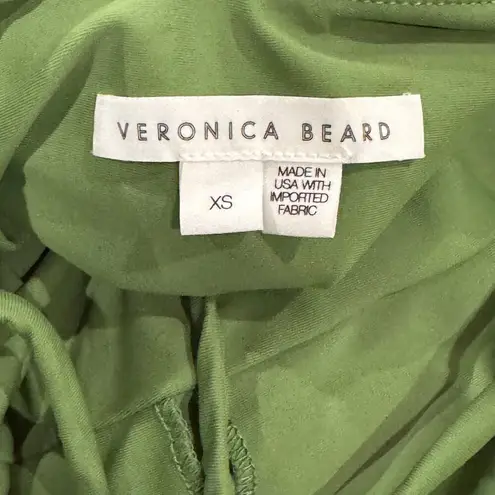 VERONICA BEARD
XS
MADE IN
USA WITH
IMPORTED
FABRIC